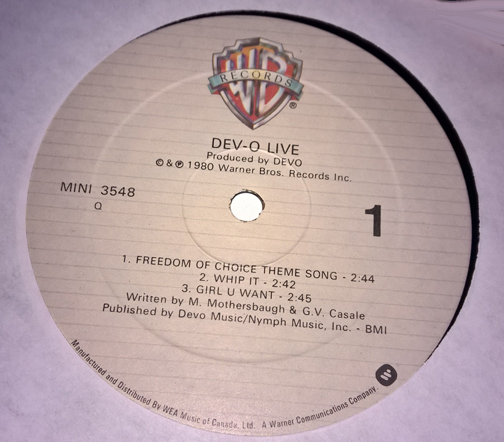 RECORDS
®
DEV-O LIVE
Produced by DEVO
© & ℗ 1980 Warner Bros. Records Inc.
MINI 3548
Q
1
1. FREEDOM OF CHOICE THEME SONG - 2:44
2. WHIP IT - 2:42
3. GIRL U WANT - 2:45
Written by M. Mothersbaugh & G.V. Casale
Published by Devo Music/Nymph Music, Inc. - BMI
Manufactured and Distributed By WEA Music of Canada, Ltd. A Warner Communications Company